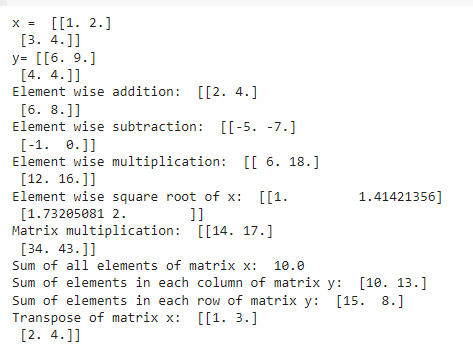 x =  [[1. 2.]
 [3. 4.]]
y= [[6. 9.]
 [4. 4.]]
Element wise addition:  [[2. 4.]
 [6. 8.]]
Element wise subtraction:  [[-5. -7.]
 [-1.  0.]]
Element wise multiplication:  [[ 6. 18.]
 [12. 16.]]
Element wise square root of x:  [[1.         1.41421356]
 [1.73205081 2.        ]]
Matrix multiplication:  [[14. 17.]
 [34. 43.]]
Sum of all elements of matrix x:  10.0
Sum of elements in each column of matrix y:  [10. 13.]
Sum of elements in each row of matrix y:  [15.  8.]
Transpose of matrix x:  [[1. 3.]
 [2. 4.]]